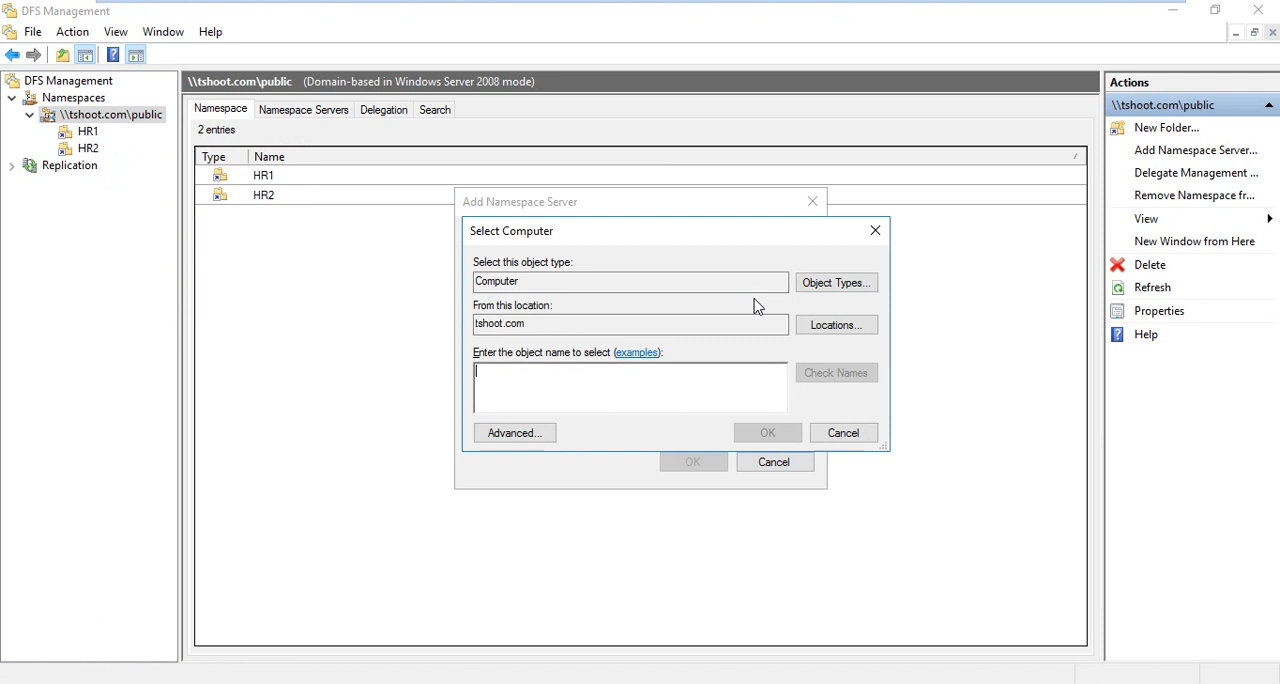 DFS Management
File Action View Window Help
DFS Management
Namespaces
\\tshoot.com\public
HR1
HR2
Replication
\\tshoot.com\public (Domain-based in Windows Server 2008 mode)
Namespace Namespace Servers Delegation Search
2 entries
Type Name
HR1
HR2
Add Namespace Server
Select Computer
Select this object type:
Computer
Object Types...
From this location:
tshoot.com
Locations...
Enter the object name to select (examples):
Check Names
Advanced...
OK
Cancel
OK
Cancel
Actions
\\tshoot.com\public
New Folder...
Add Namespace Server...
Delegate Management ...
Remove Namespace fr...
View
New Window from Here
Delete
Refresh
Properties
Help